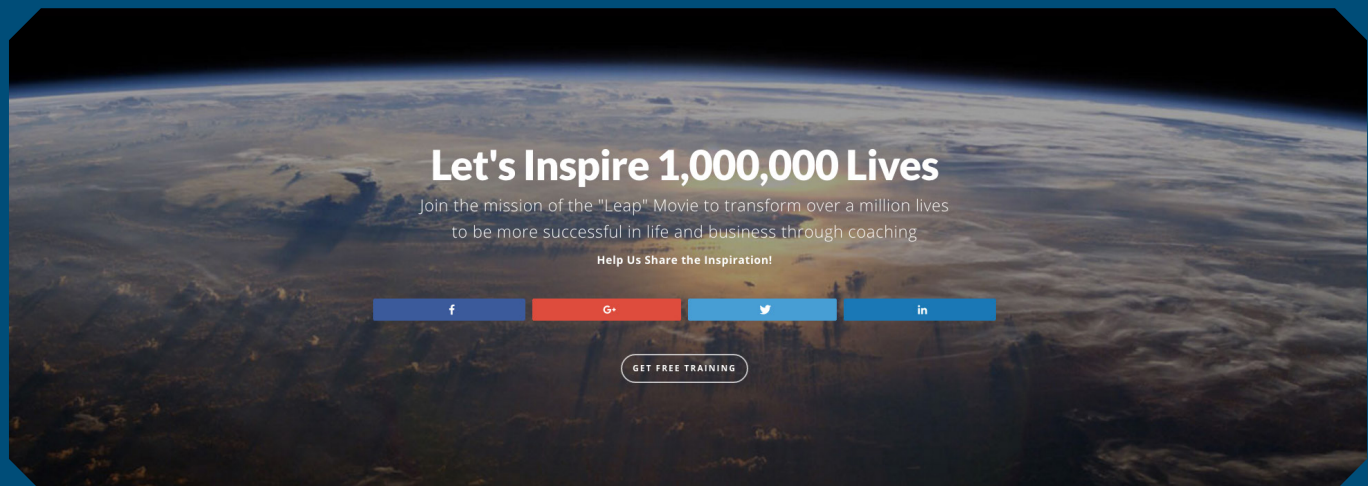 Let's Inspire 1,000,000 Lives
Join the mission of the "Leap" Movie to transform over a million lives
to be more successful in life and business through coaching
Help Us Share the Inspiration!
f G+ in
GET FREE TRAINING